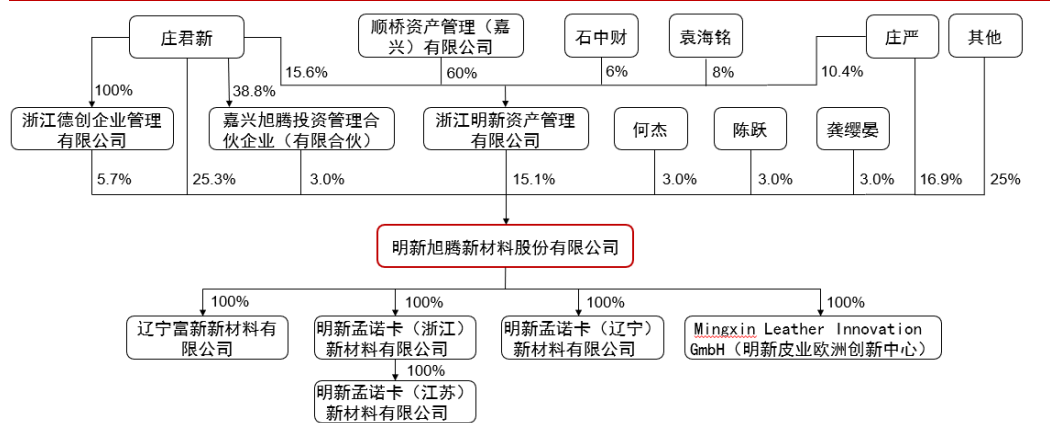 庄君新
顺桥资产管理（嘉
兴）有限公司
石中财
袁海铭
庄严
其他
15.6%
60%
6%
8%
10.4%
100%
38.8%
浙江德创企业管理
有限公司
嘉兴旭腾投资管理合
伙企业（有限合伙）
浙江明新资产管理
有限公司
何杰
陈跃
龚缨晏
5.7%
25.3%
3.0%
15.1%
3.0%
3.0%
3.0%
16.9%
25%
明新旭腾新材料股份有限公司
100%
100%
100%
100%
辽宁富新新材料有
限公司
明新孟诺卡（浙江）
新材料有限公司
明新孟诺卡（辽宁）
新材料有限公司
Mingxin Leather Innovation
GmbH（明新皮业欧洲创新中心）
100%
明新孟诺卡（江苏）
新材料有限公司